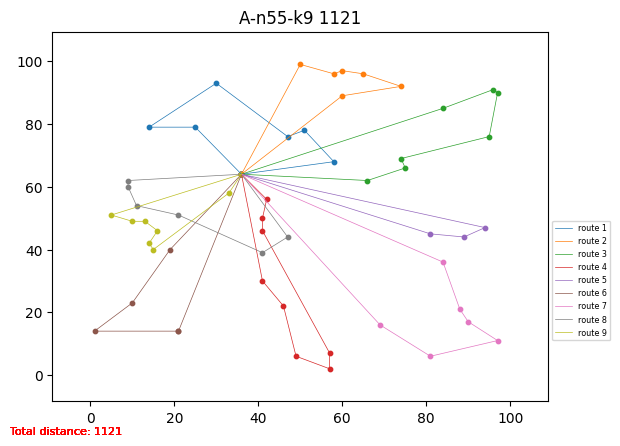 A-n55-k9 1121
100
80
60
40
20
0
0 20 40 60 80 100
route 1
route 2
route 3
route 4
route 5
route 6
route 7
route 8
route 9
Total distance: 1121